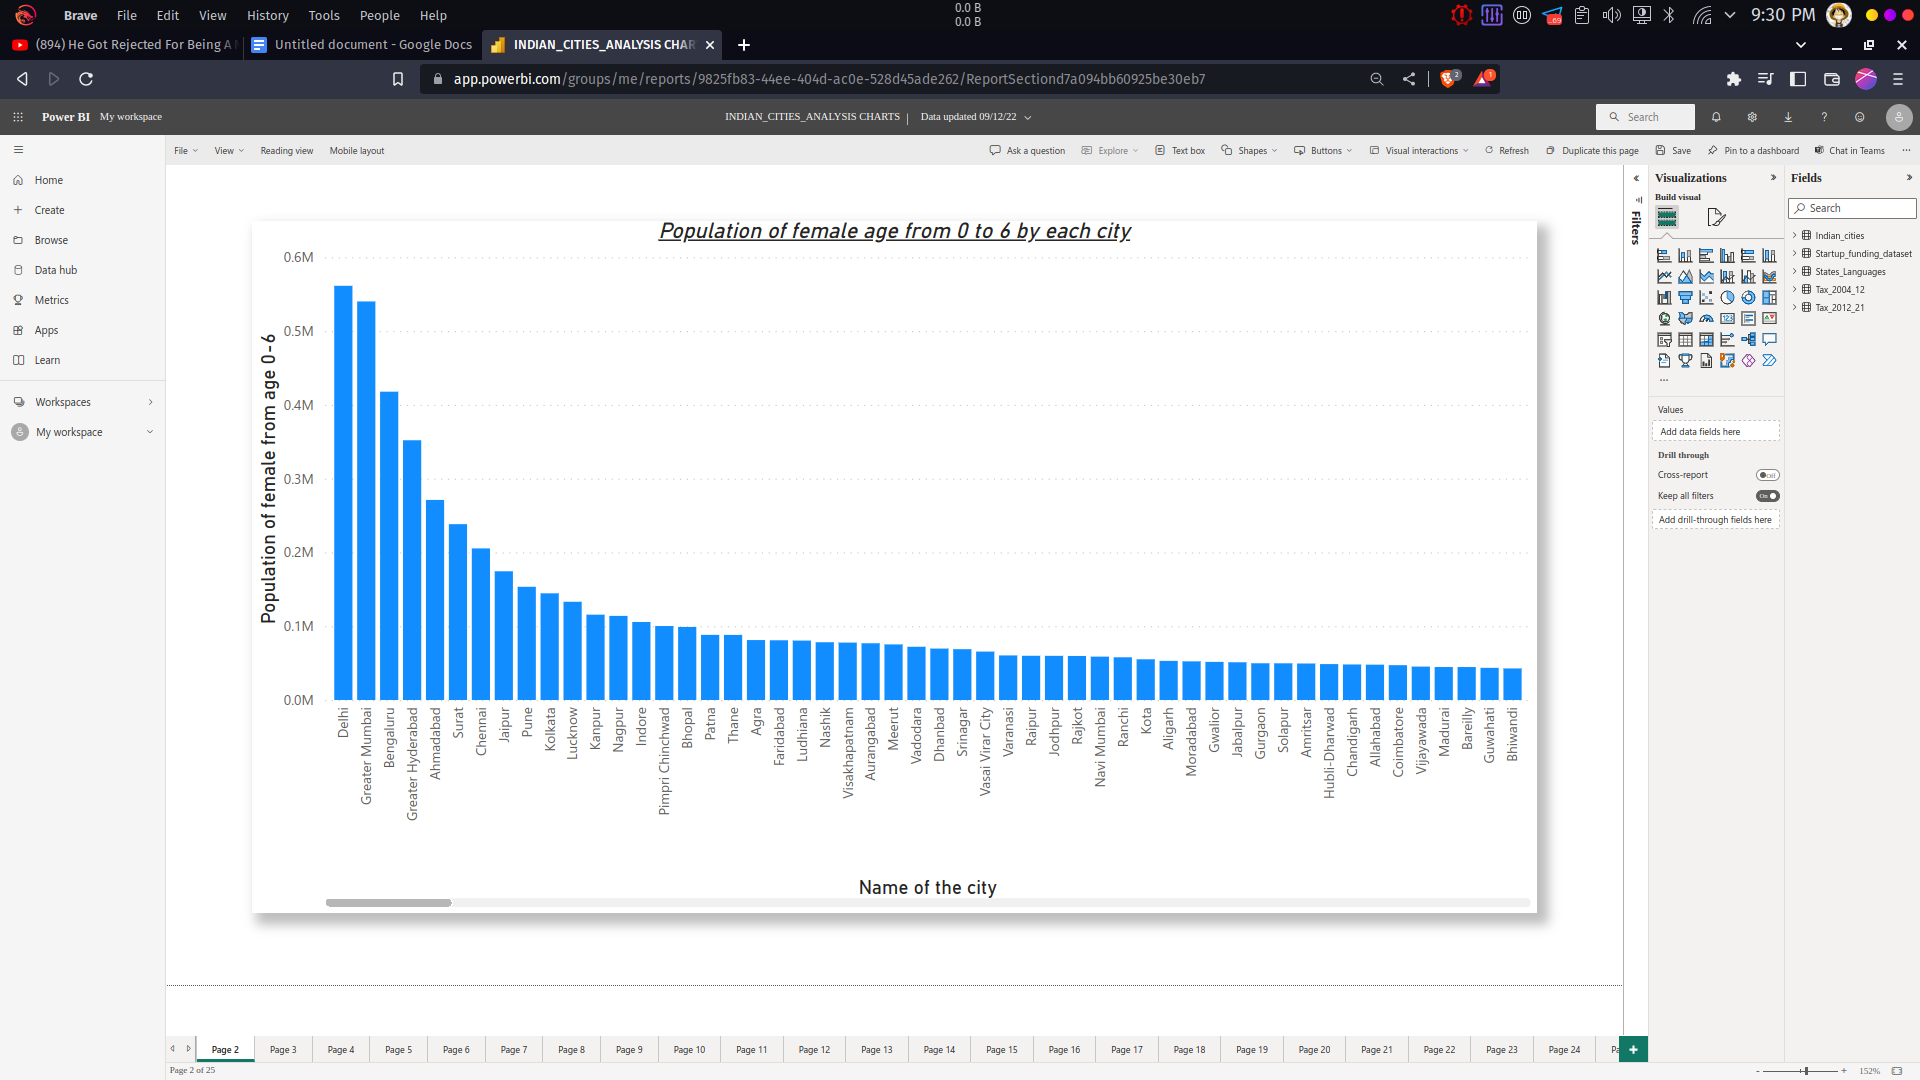 Brave File Edit View History Tools People Help
0.0 B
0.0 B
69
9:30 PM
(894) He Got Rejected For Being A
Untitled document - Google Docs
INDIAN_CITIES_ANALYSIS CHAR
app.powerbi.com/groups/me/reports/9825fb83-44ee-404d-ac0e-528d45ade262/ReportSectiond7a094bb60925be30eb7
2
1
Power BI My workspace
INDIAN_CITIES_ANALYSIS CHARTS | Data updated 09/12/22
Search
File View Reading view Mobile layout
Ask a question Explore Text box Shapes Buttons Visual interactions Refresh Duplicate this page Save Pin to a dashboard Chat in Teams ...
Home
Create
Browse
Data hub
Metrics
Apps
Learn
Workspaces
My workspace
Population of female age from 0 to 6 by each city
Population of female from age 0-6
0.6M
0.5M
0.4M
0.3M
0.2M
0.1M
0.0M
Delhi
Greater Mumbai
Bengaluru
Greater Hyderabad
Ahmadabad
Surat
Chennai
Jaipur
Pune
Kolkata
Lucknow
Kanpur
Nagpur
Indore
Pimpri Chinchwad
Bhopal
Patna
Thane
Agra
Faridabad
Ludhiana
Nashik
Visakhapatnam
Aurangabad
Meerut
Vadodara
Dhanbad
Srinagar
Vasai Virar City
Varanasi
Raipur
Jodhpur
Rajkot
Navi Mumbai
Ranchi
Kota
Aligarh
Moradabad
Gwalior
Jabalpur
Gurgaon
Solapur
Amritsar
Hubli-Dharwad
Chandigarh
Allahabad
Coimbatore
Vijayawada
Madurai
Bareilly
Guwahati
Bhiwandi
Name of the city
Filters
Visualizations
Build visual
...
Values
Add data fields here
Drill through
Cross-report
Off
Keep all filters
On
Add drill-through fields here
Fields
Search
Indian_cities
Startup_funding_dataset
States_Languages
Tax_2004_12
Tax_2012_21
Page 2 Page 3 Page 4 Page 5 Page 6 Page 7 Page 8 Page 9 Page 10 Page 11 Page 12 Page 13 Page 14 Page 15 Page 16 Page 17 Page 18 Page 19 Page 20 Page 21 Page 22 Page 23 Page 24 Pa
Page 2 of 25
- + 152%